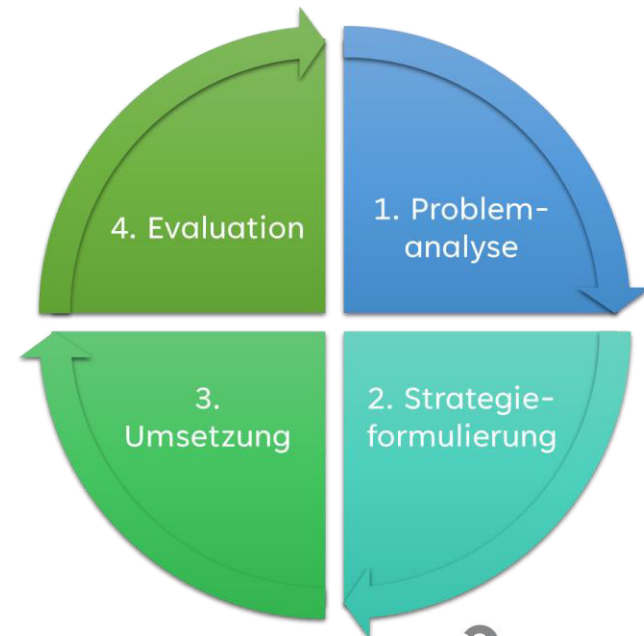 1. Problem-
analyse
2. Strategie-
formulierung
3.
Umsetzung
4. Evaluation